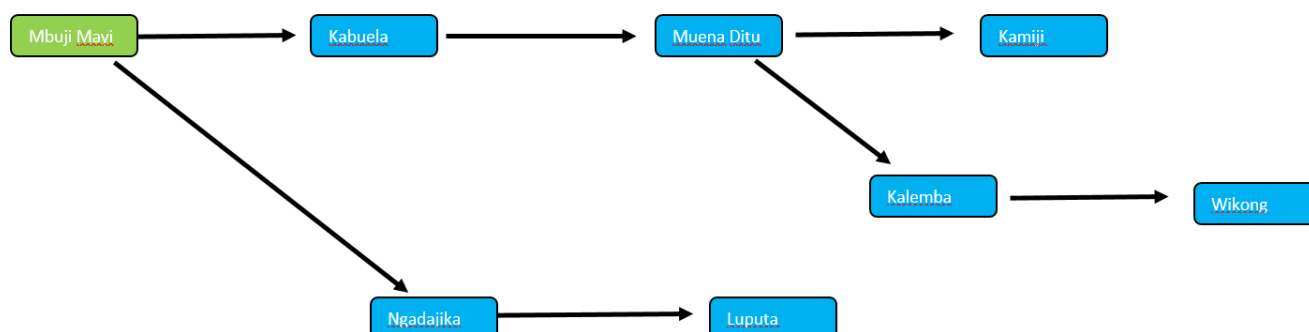 Mbuji Mayi
Kabuela
Muena Ditu
Kamiji
Kalemba
Wikong
Ngadajika
Luputa